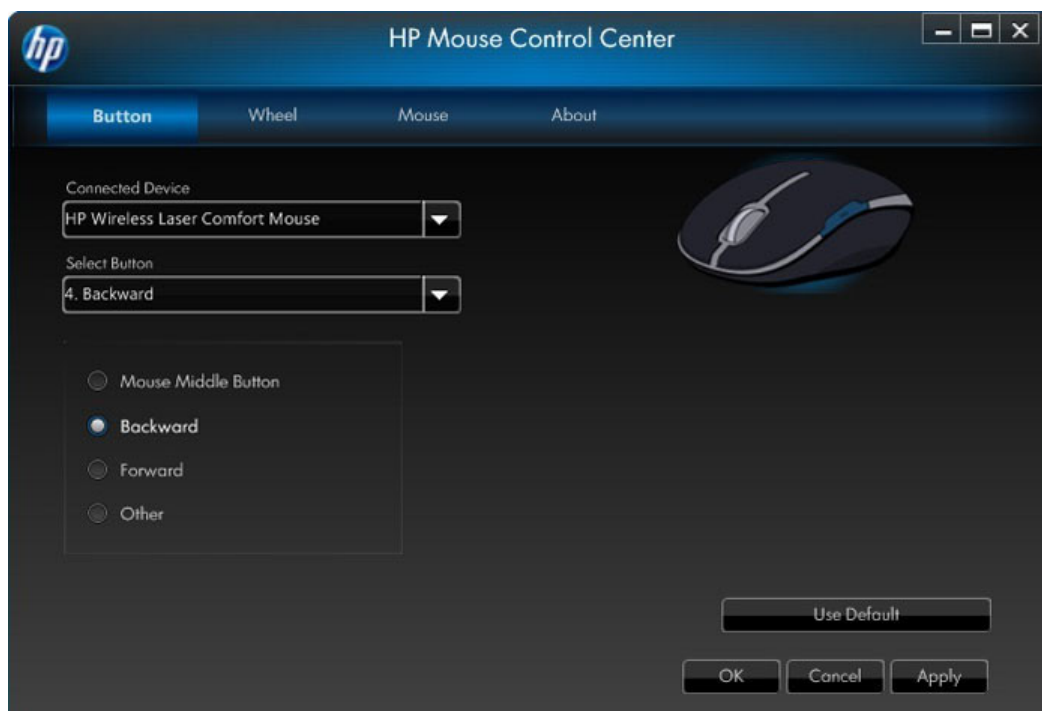 hp
HP Mouse Control Center
Button Wheel Mouse About
Connected Device
HP Wireless Laser Comfort Mouse
Select Button
4. Backward
Mouse Middle Button
Backward
Forward
Other
Use Default
OK Cancel Apply